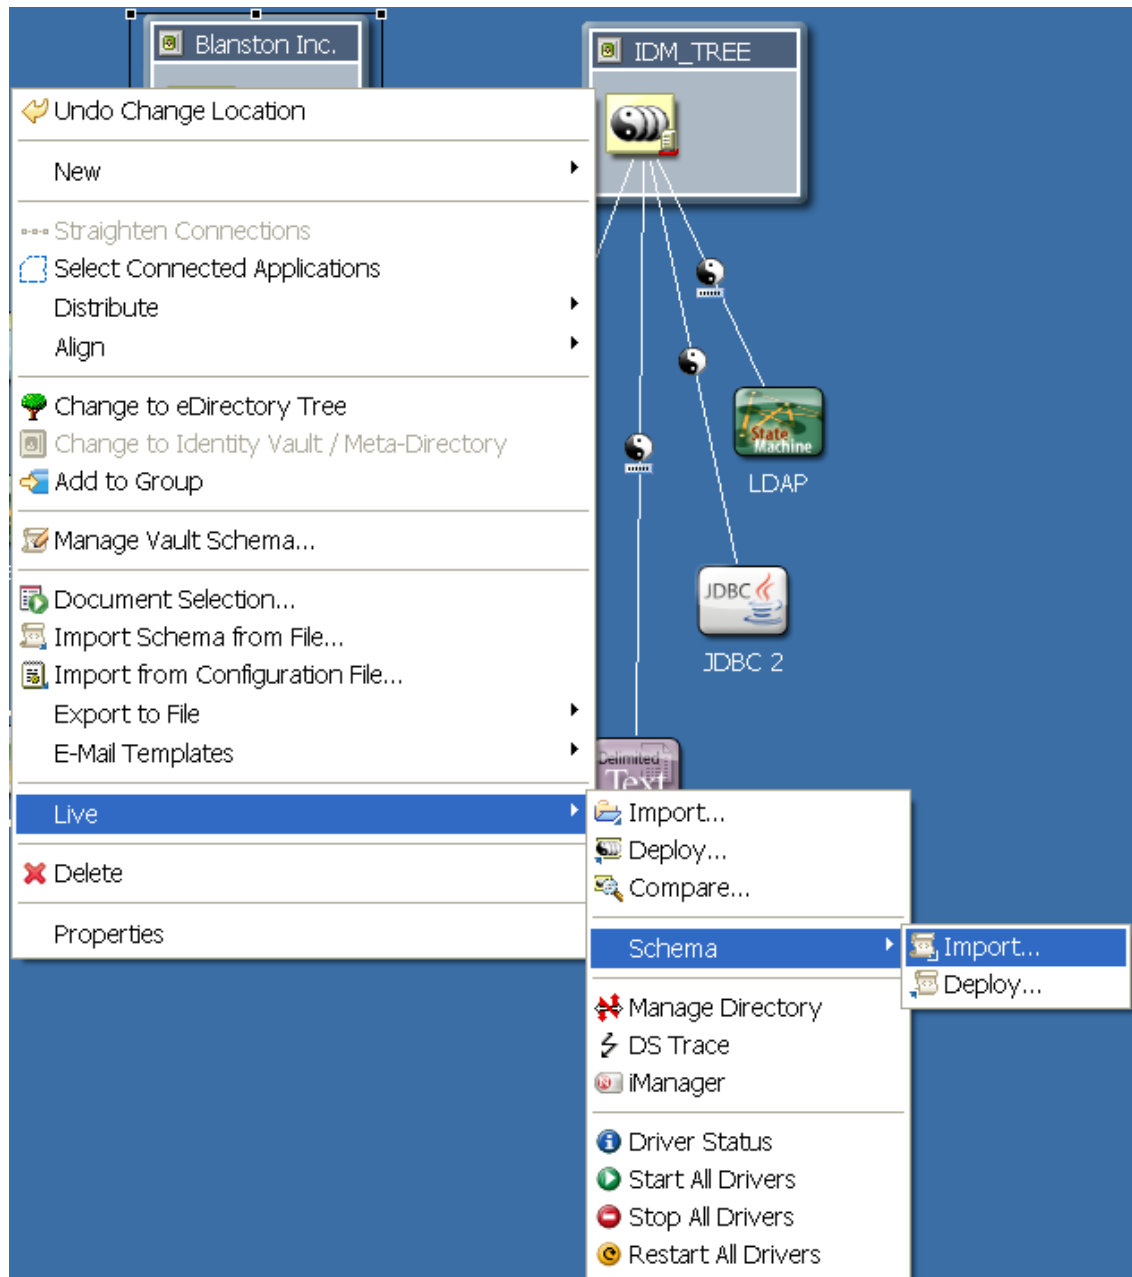 Blanston Inc.
IDM_TREE
Undo Change Location
New
Straighten Connections
Select Connected Applications
Distribute
Align
Change to eDirectory Tree
Change to Identity Vault / Meta-Directory
Add to Group
Manage Vault Schema...
Document Selection...
Import Schema from File...
Import from Configuration File...
Export to File
E-Mail Templates
Live
Delete
Properties
State
Machine
LDAP
JDBC
JDBC 2
Delimited
Text
Import...
Deploy...
Compare...
Schema
Manage Directory
DS Trace
iManager
Driver Status
Start All Drivers
Stop All Drivers
Restart All Drivers
Import...
Deploy...